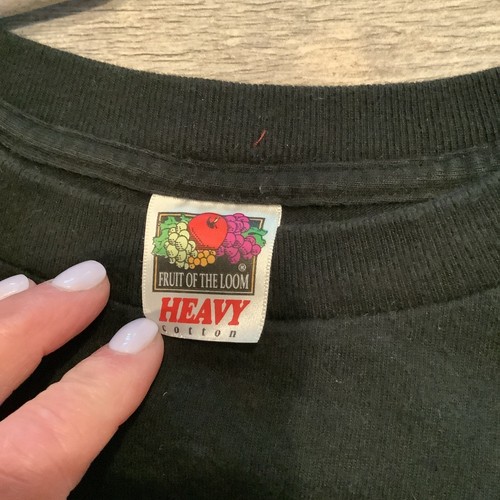 FRUIT OF THE LOOM
®
HEAVY
cotton